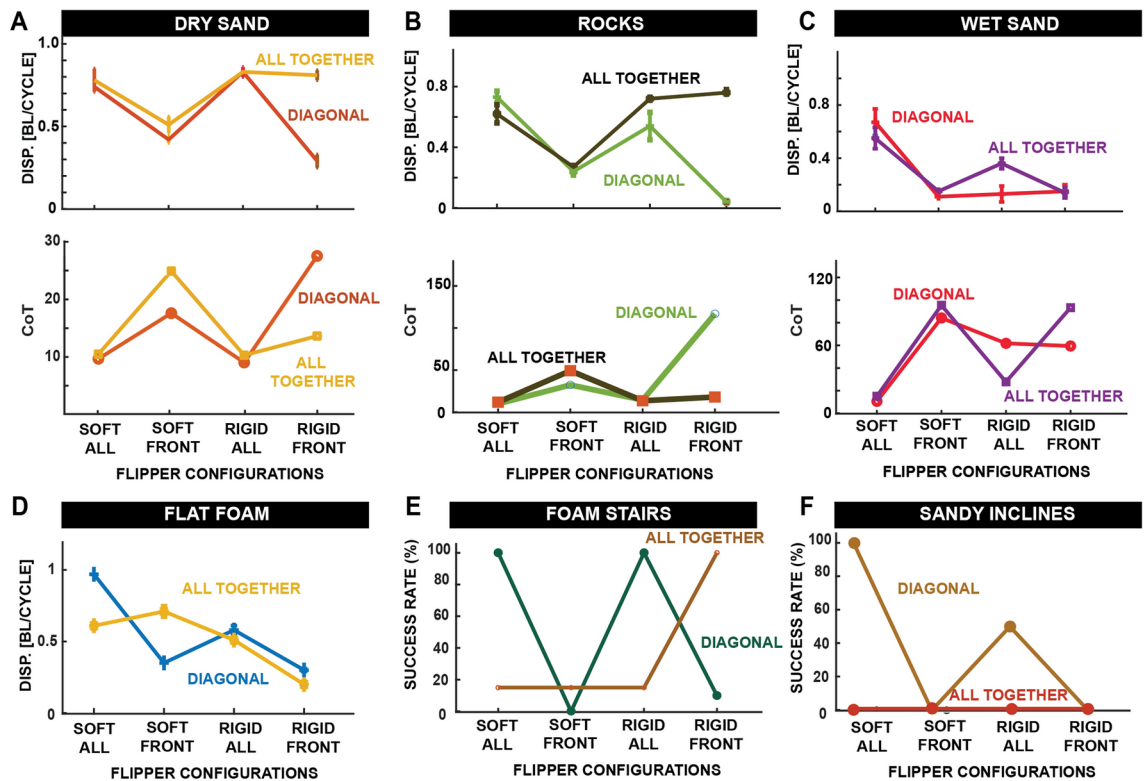 A
DRY SAND
DISP. [BL/CYCLE]
1.0
0.5
0
ALL TOGETHER
DIAGONAL
CoT
30
20
10
DIAGONAL
ALL
TOGETHER
SOFT
ALL
SOFT
FRONT
RIGID
ALL
RIGID
FRONT
FLIPPER CONFIGURATIONS
B
ROCKS
DISP. [BL/CYCLE]
0.8
0.4
0
ALL TOGETHER
DIAGONAL
CoT
150
50
0
DIAGONAL
ALL TOGETHER
SOFT
ALL
SOFT
FRONT
RIGID
ALL
RIGID
FRONT
FLIPPER CONFIGURATIONS
C
WET SAND
DISP. [BL/CYCLE]
0.8
0.4
0
DIAGONAL
ALL TOGETHER
CoT
120
60
0
DIAGONAL
ALL TOGETHER
SOFT
ALL
SOFT
FRONT
RIGID
ALL
RIGID
FRONT
FLIPPER CONFIGURATIONS
D
FLAT FOAM
DISP. [BL/CYCLE]
1
0.5
0
ALL TOGETHER
DIAGONAL
SOFT
ALL
SOFT
FRONT
RIGID
ALL
RIGID
FRONT
FLIPPER CONFIGURATIONS
E
FOAM STAIRS
SUCCESS RATE (%)
100
80
60
40
20
0
ALL TOGETHER
DIAGONAL
SOFT
ALL
SOFT
FRONT
RIGID
ALL
RIGID
FRONT
FLIPPER CONFIGURATIONS
F
SANDY INCLINES
SUCCESS RATE (%)
100
80
60
40
20
0
DIAGONAL
ALL TOGETHER
SOFT
ALL
SOFT
FRONT
RIGID
ALL
RIGID FRONT
FLIPPER CONFIGURATIONS